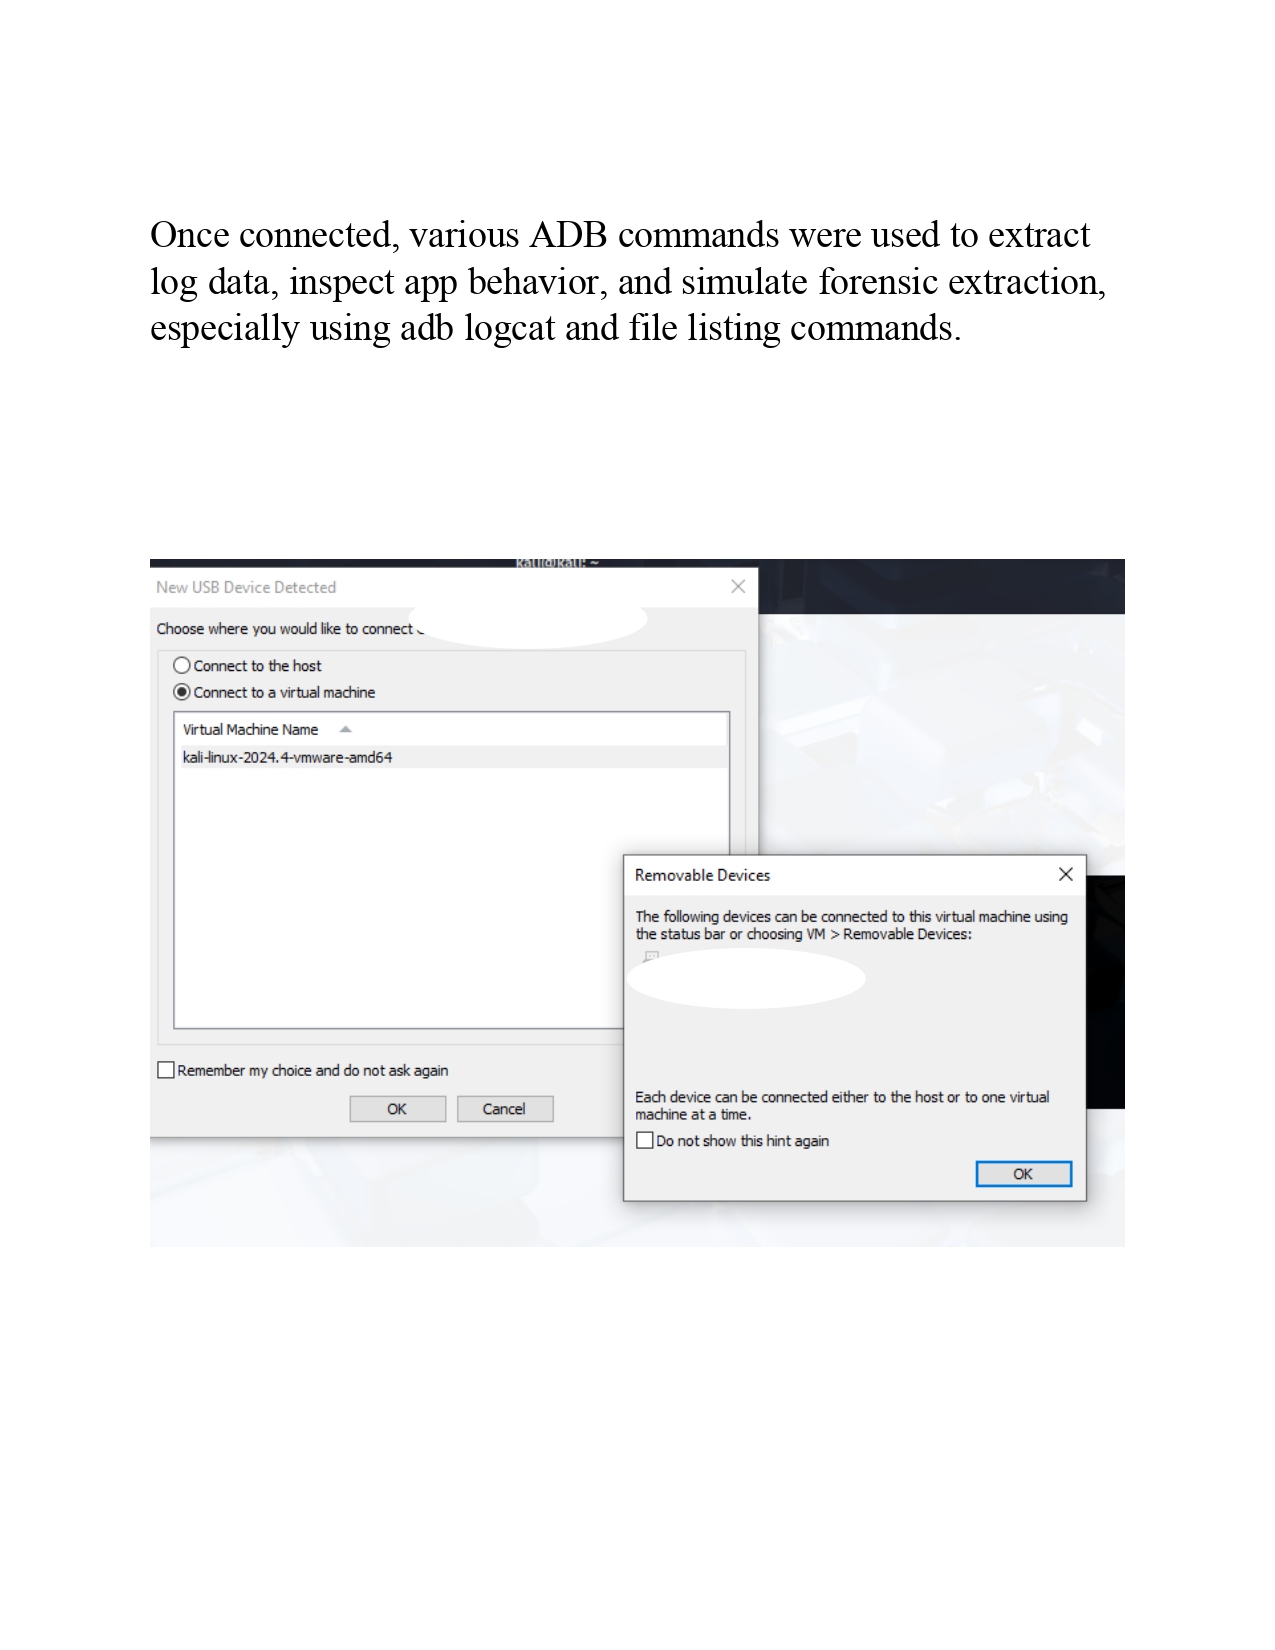 Once connected, various ADB commands were used to extract
log data, inspect app behavior, and simulate forensic extraction,
especially using adb logcat and file listing commands.
kali@kali: ~
New USB Device Detected
Choose where you would like to connect
Connect to the host
Connect to a virtual machine
Virtual Machine Name
kali-linux-2024.4-vmware-amd64
Remember my choice and do not ask again
OK
Cancel
Removable Devices
The following devices can be connected to this virtual machine using
the status bar or choosing VM > Removable Devices:
Each device can be connected either to the host or to one virtual
machine at a time.
Do not show this hint again
OK